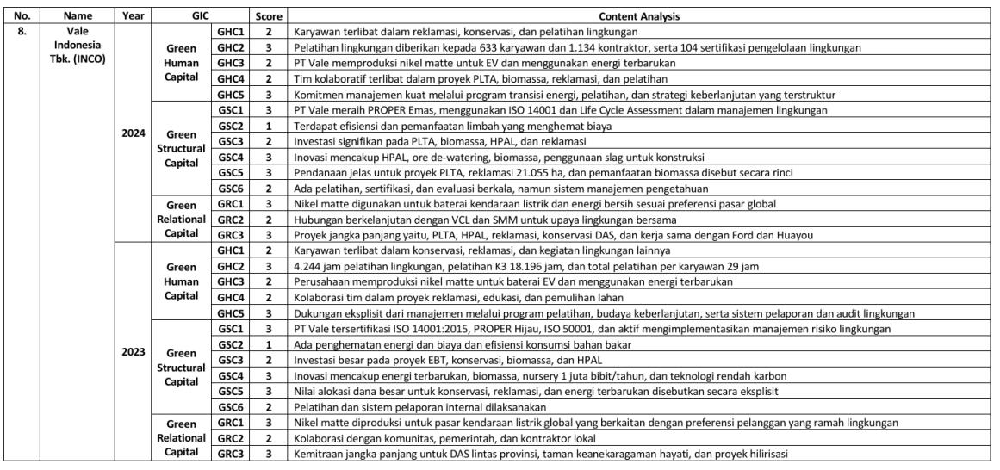 No. Name Year GIC Score Content Analysis
8. Vale Indonesia Tbk. (INCO) 2024 Green Human Capital GHC1 2 Karyawan terlibat dalam reklamasi, konservasi, dan pelatihan lingkungan
GHC2 3 Pelatihan lingkungan diberikan kepada 633 karyawan dan 1.134 kontraktor, serta 104 sertifikasi pengelolaan lingkungan
GHC3 2 PT Vale memproduksi nikel matte untuk EV dan menggunakan energi terbarukan
GHC4 2 Tim kolaboratif terlibat dalam proyek PLTA, biomassa, reklamasi, dan pelatihan
GHC5 3 Komitmen manajemen kuat melalui program transisi energi, pelatihan, dan strategi keberlanjutan yang terstruktur
Green Structural Capital GSC1 3 PT Vale meraih PROPER Emas, menggunakan ISO 14001 dan Life Cycle Assessment dalam manajemen lingkungan
GSC2 1 Terdapat efisiensi dan pemanfaatan limbah yang menghemat biaya
GSC3 2 Investasi signifikan pada PLTA, biomassa, HPAL, dan reklamasi
GSC4 3 Inovasi mencakup HPAL, ore de-watering, biomassa, penggunaan slag untuk konstruksi
GSC5 3 Pendanaan jelas untuk proyek PLTA, reklamasi 21.055 ha, dan pemanfaatan biomassa disebut secara rinci
GSC6 2 Ada pelatihan, sertifikasi, dan evaluasi berkala, namun sistem manajemen pengetahuan
Green Relational Capital GRC1 3 Nikel matte digunakan untuk baterai kendaraan listrik dan energi bersih sesuai preferensi pasar global
GRC2 2 Hubungan berkelanjutan dengan VCL dan SMM untuk upaya lingkungan bersama
GRC3 3 Proyek jangka panjang yaitu, PLTA, HPAL, reklamasi, konservasi DAS, dan kerja sama dengan Ford dan Huayou
2023 Green Human Capital GHC1 2 Karyawan terlibat dalam konservasi, reklamasi, dan kegiatan lingkungan lainnya
GHC2 3 4.244 jam pelatihan lingkungan, pelatihan K3 18.196 jam, dan total pelatihan per karyawan 29 jam
GHC3 2 Perusahaan memproduksi nikel matte untuk baterai EV dan menggunakan energi terbarukan
GHC4 2 Kolaborasi tim dalam proyek reklamasi, edukasi, dan pemulihan lahan
GHC5 3 Dukungan eksplisit dari manajemen melalui program pelatihan, budaya keberlanjutan, serta sistem pelaporan dan audit lingkungan
Green Structural Capital GSC1 3 PT Vale tersertifikasi ISO 14001:2015, PROPER Hijau, ISO 50001, dan aktif mengimplementasikan manajemen risiko lingkungan
GSC2 1 Ada penghematan energi dan biaya dan efisiensi konsumsi bahan bakar
GSC3 2 Investasi besar pada proyek EBT, konservasi, biomassa, dan HPAL
GSC4 3 Inovasi mencakup energi terbarukan, biomassa, nursery 1 juta bibit/tahun, dan teknologi rendah karbon
GSC5 3 Nilai alokasi dana besar untuk konservasi, reklamasi, dan energi terbarukan disebutkan secara eksplisit
GSC6 2 Pelatihan dan sistem pelaporan internal dilaksanakan
Green Relational Capital GRC1 3 Nikel matte diproduksi untuk pasar kendaraan listrik global yang berkaitan dengan preferensi pelanggan yang ramah lingkungan
GRC2 2 Kolaborasi dengan komunitas, pemerintah, dan kontraktor lokal
GRC3 3 Kemitraan jangka panjang untuk DAS lintas provinsi, taman keanekaragaman hayati, dan proyek hilirisasi